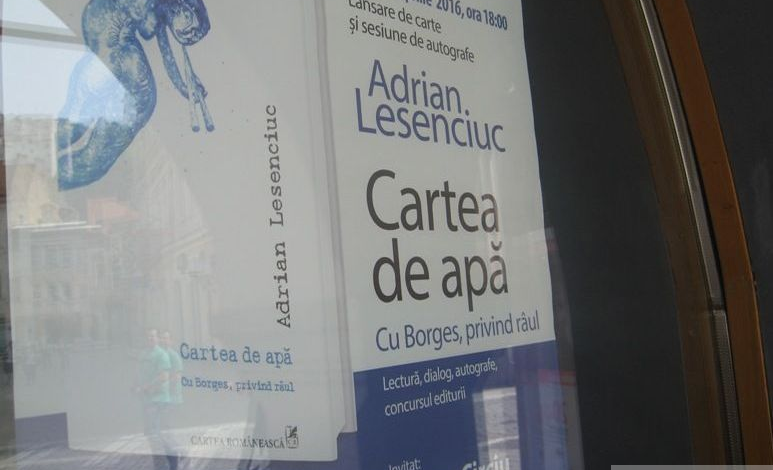 2016, ora 18:00
Lansare de carte
și sesiune de autografe
Adrian
Lesenciuc
Cartea
de apă
Cu Borges, privind râul
Lectură, dialog, autografe,
concursul editurii
Invitat:
Adrian Lesenciuc
Cartea de apă
Cu Borges, privind râul
CARTEA ROMÂNEASCĂ